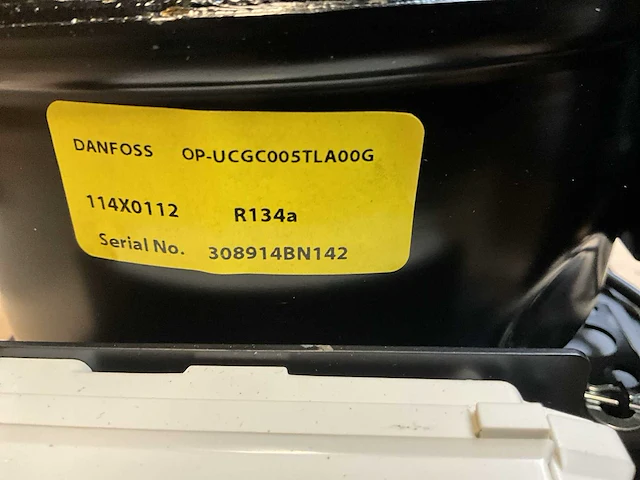 DANFOSS OP-UCGC005TLA00G
114X0112 R134a
Serial No. 308914BN142